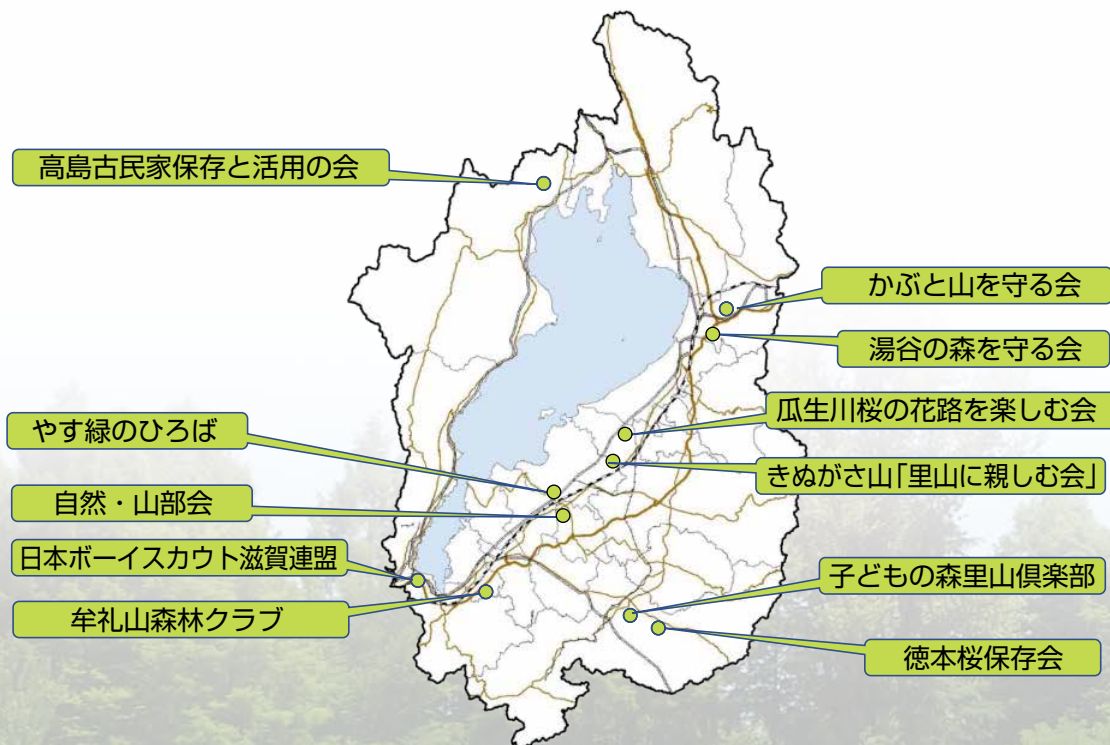 高島古民家保存と活用の会
かぶと山を守る会
湯谷の森を守る会
瓜生川桜の花路を楽しむ会
やす緑のひろば
きぬがさ山「里山に親しむ会」
自然・山部会
日本ボーイスカウト滋賀連盟
子どもの森里山倶楽部
牟礼山森林クラブ
徳本桜保存会